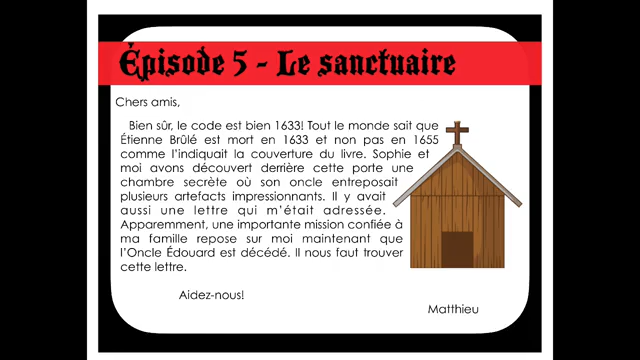 Épisode 5 - Le sanctuaire
Chers amis,
Bien sûr, le code est bien 1633! Tout le monde sait que
Étienne Brûlé est mort en 1633 et non pas en 1655
comme l'indiquait la couverture du livre. Sophie et
moi avons découvert derrière cette porte une
chambre secrète où son oncle entreposait
plusieurs artefacts impressionnants. Il y avait
aussi une lettre qui m'était adressée.
Apparemment, une importante mission confiée à
ma famille repose sur moi maintenant que
l'Oncle Édouard est décédé. Il nous faut trouver
cette lettre.
Aidez-nous!
Matthieu